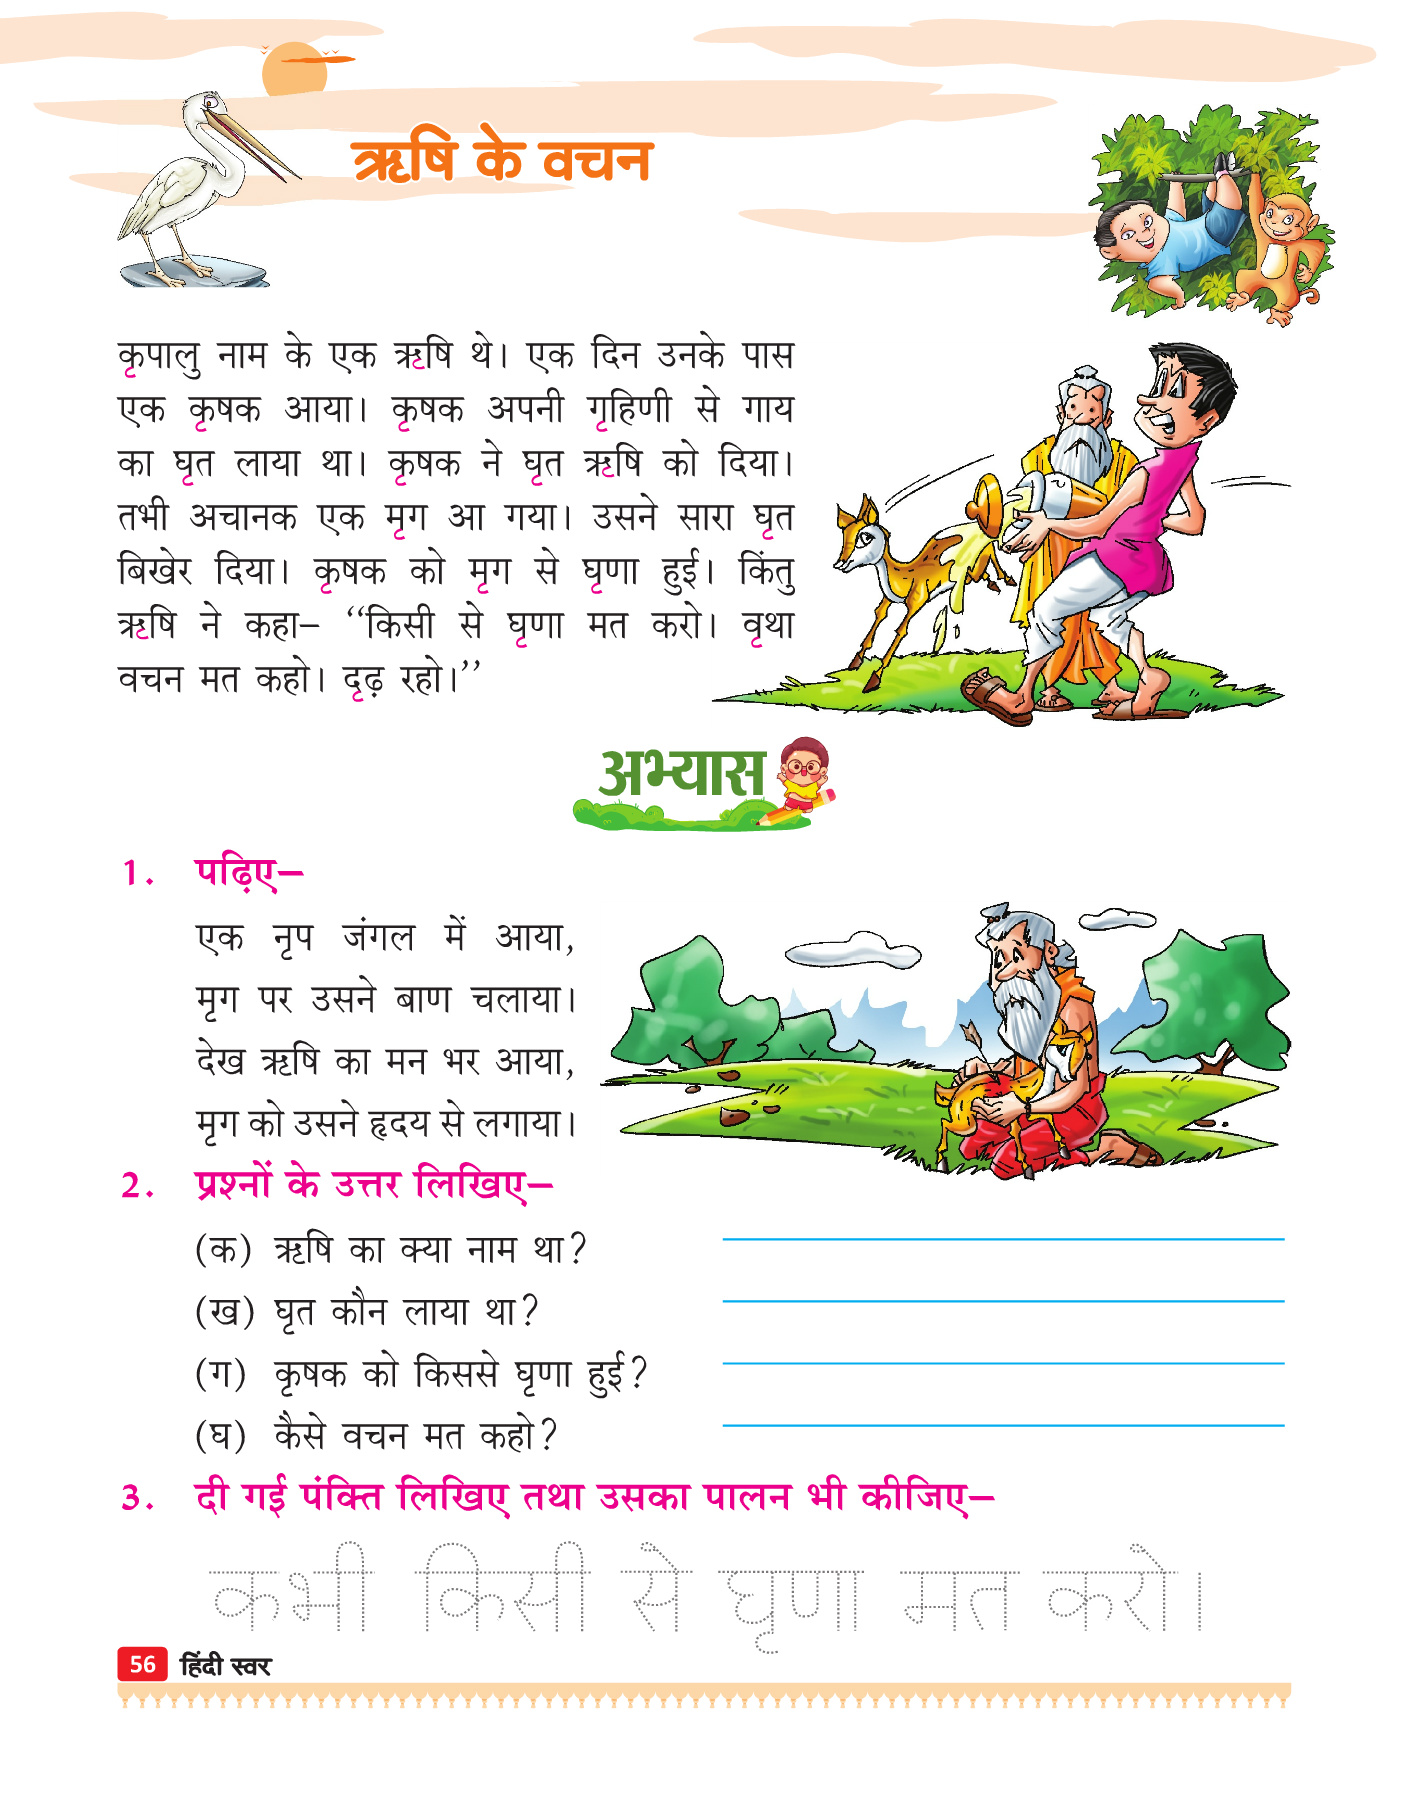 ऋषि के वचन
कृपालु नाम के एक ऋषि थे। एक दिन उनके पास
एक कृषक आया। कृषक अपनी गृहिणी से गाय
का घृत लाया था। कृषक ने घृत ऋषि को दिया।
तभी अचानक एक मृग आ गया। उसने सारा घृत
बिखेर दिया। कृषक को मृग से घृणा हुई। किंतु
ऋषि ने कहा– ‘‘किसी से घृणा मत करो। वृथा
वचन मत कहो। दृढ़ रहो।’’
अभ्यास
1. पढ़िए–
एक नृप जंगल में आया,
मृग पर उसने बाण चलाया।
देख ऋषि का मन भर आया,
मृग को उसने हृदय से लगाया।
2. प्रश्नों के उत्तर लिखिए–
(क) ऋषि का क्या नाम था?
(ख) घृत कौन लाया था?
(ग) कृषक को किससे घृणा हुई?
(घ) कैसे वचन मत कहो?
3. दी गई पंक्ति लिखिए तथा उसका पालन भी कीजिए–
कभी किसी से घृणा मत करो।
56 हिंदी स्वर